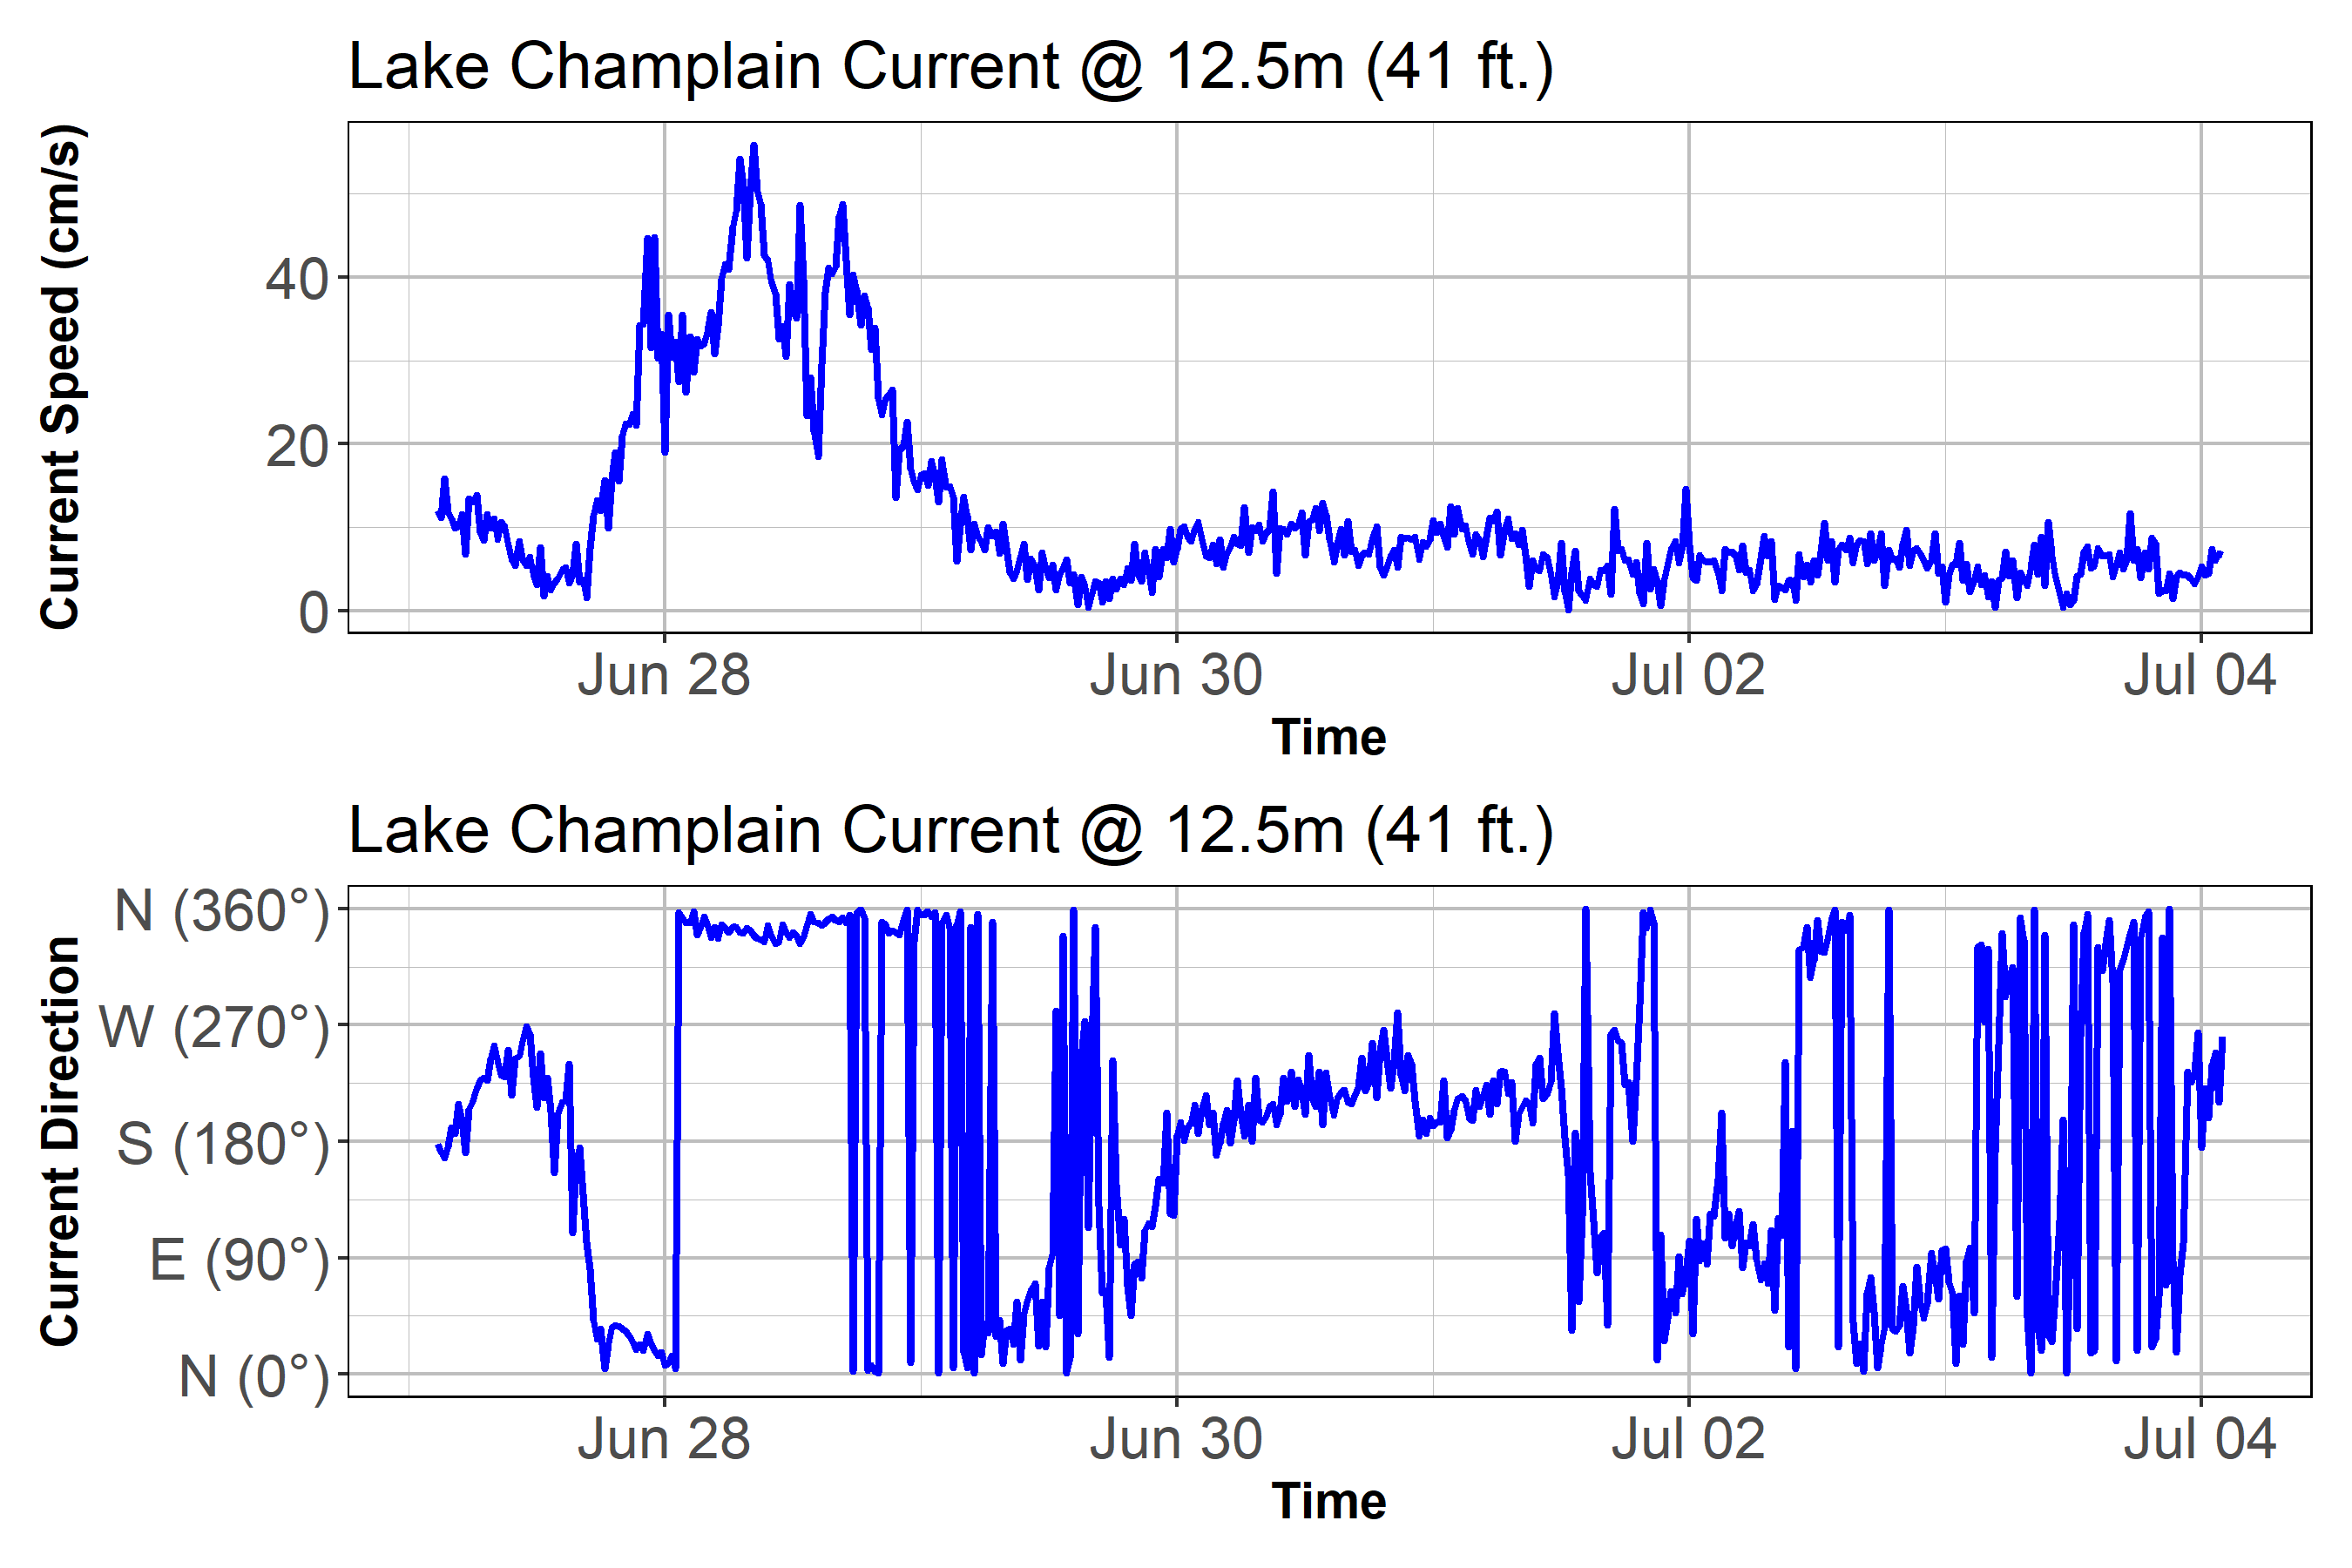 Lake Champlain Current @ 12.5m (41 ft.)
Current Speed (cm/s)
40
20
0
Jun 28
Jun 30
Jul 02
Jul 04
Time
Lake Champlain Current @ 12.5m (41 ft.)
Current Direction
N (360°)
W (270°)
S (180°)
E (90°)
N (0°)
Jun 28
Jun 30
Jul 02
Jul 04
Time